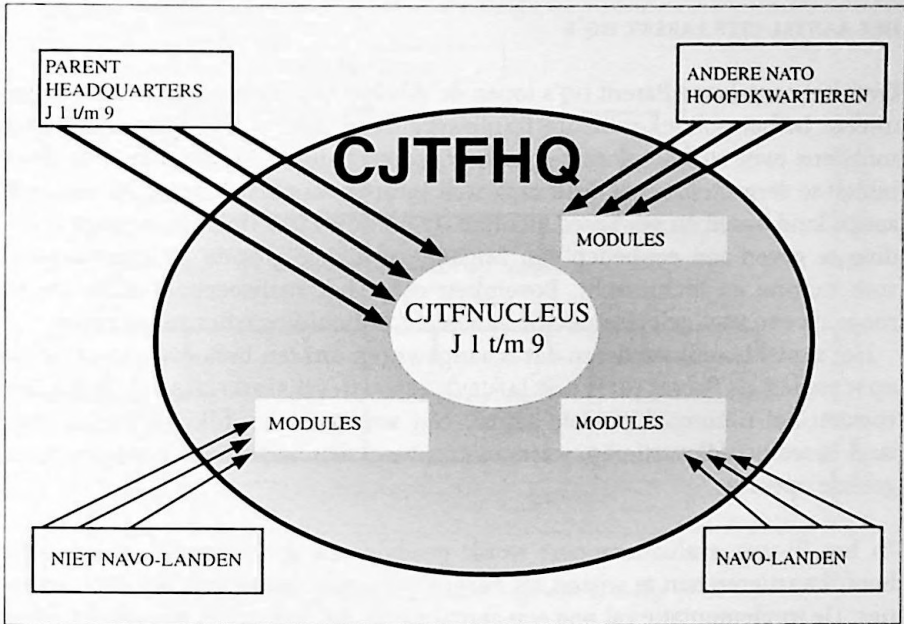 PARENT
HEADQUARTERS
J 1 t/m 9
ANDERE NATO
HOOFDKWARTIEREN
CJTFHQ
MODULES
CJTFNUCLEUS
J 1 t/m 9
MODULES
MODULES
NIET NAVO-LANDEN
NAVO-LANDEN